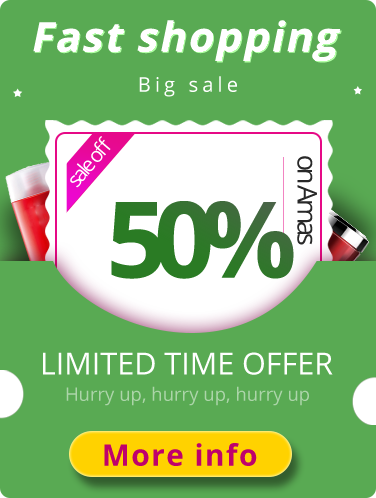 Fast shopping
Big sale
sale off
50%
on Amas
LIMITED TIME OFFER
Hurry up, hurry up, hurry up
More info